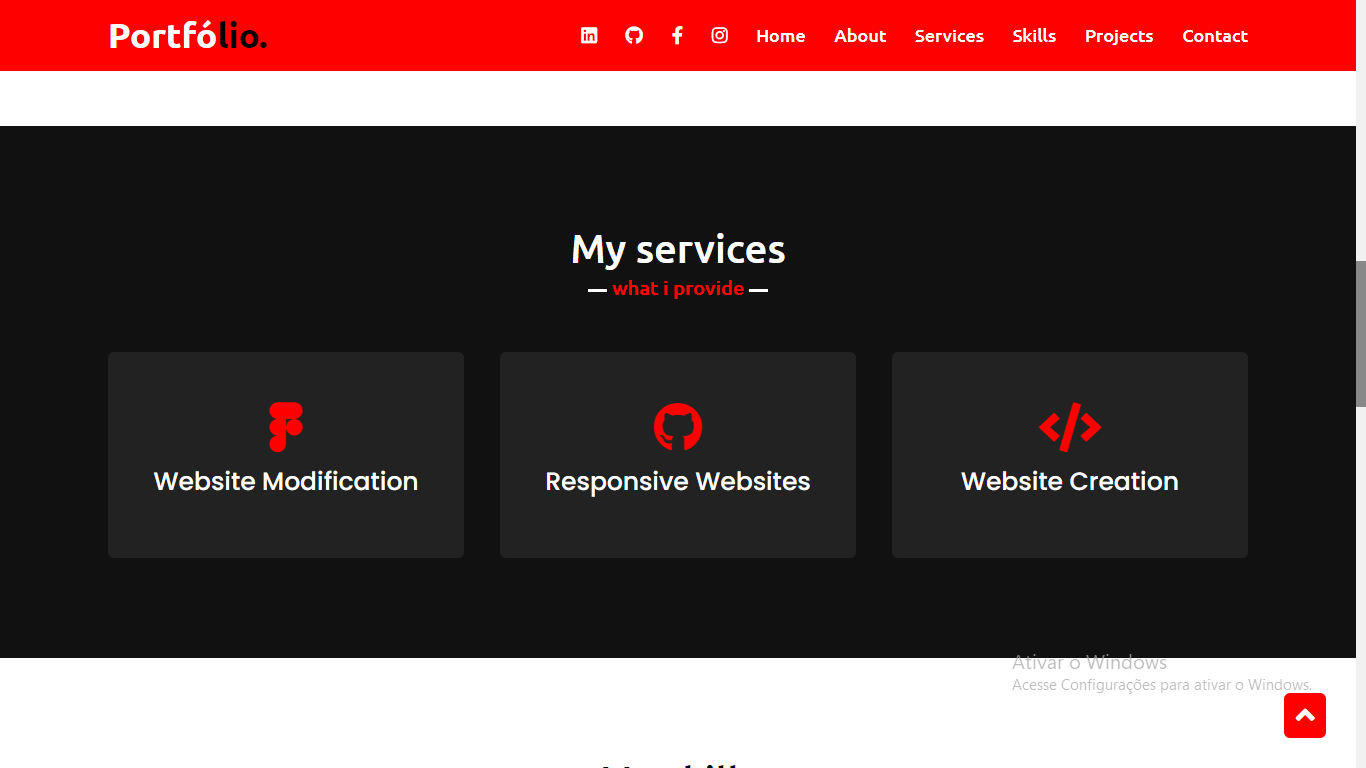 Portfólio.
Home About Services Skills Projects Contact
My services
what i provide
Website Modification
Responsive Websites
Website Creation
Ativar o Windows
Acesse Configurações para ativar o Windows.